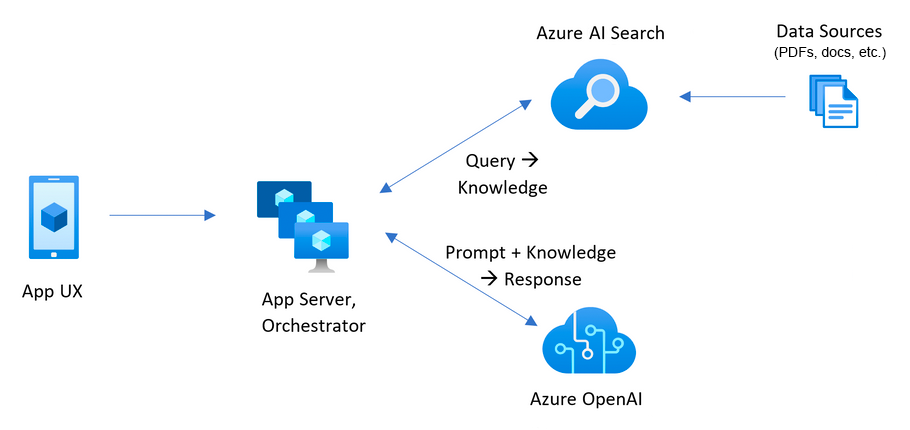 Azure AI Search
Data Sources
(PDFs, docs, etc.)
Query →
Knowledge
App UX
App Server,
Orchestrator
Prompt + Knowledge
→ Response
Azure OpenAI